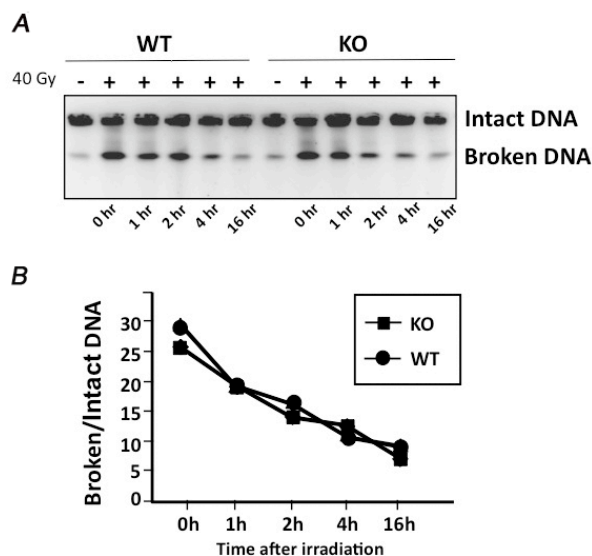 A
WT KO
40 Gy - + + + + + - + + + + +
Intact DNA
Broken DNA
0 hr 1 hr 2 hr 4 hr 16 hr 0 hr 1 hr 2 hr 4 hr 16 hr
B
Broken/Intact DNA
30
25
20
15
10
5
0
KO
WT
0h 1h 2h 4h 16h
Time after irradiation